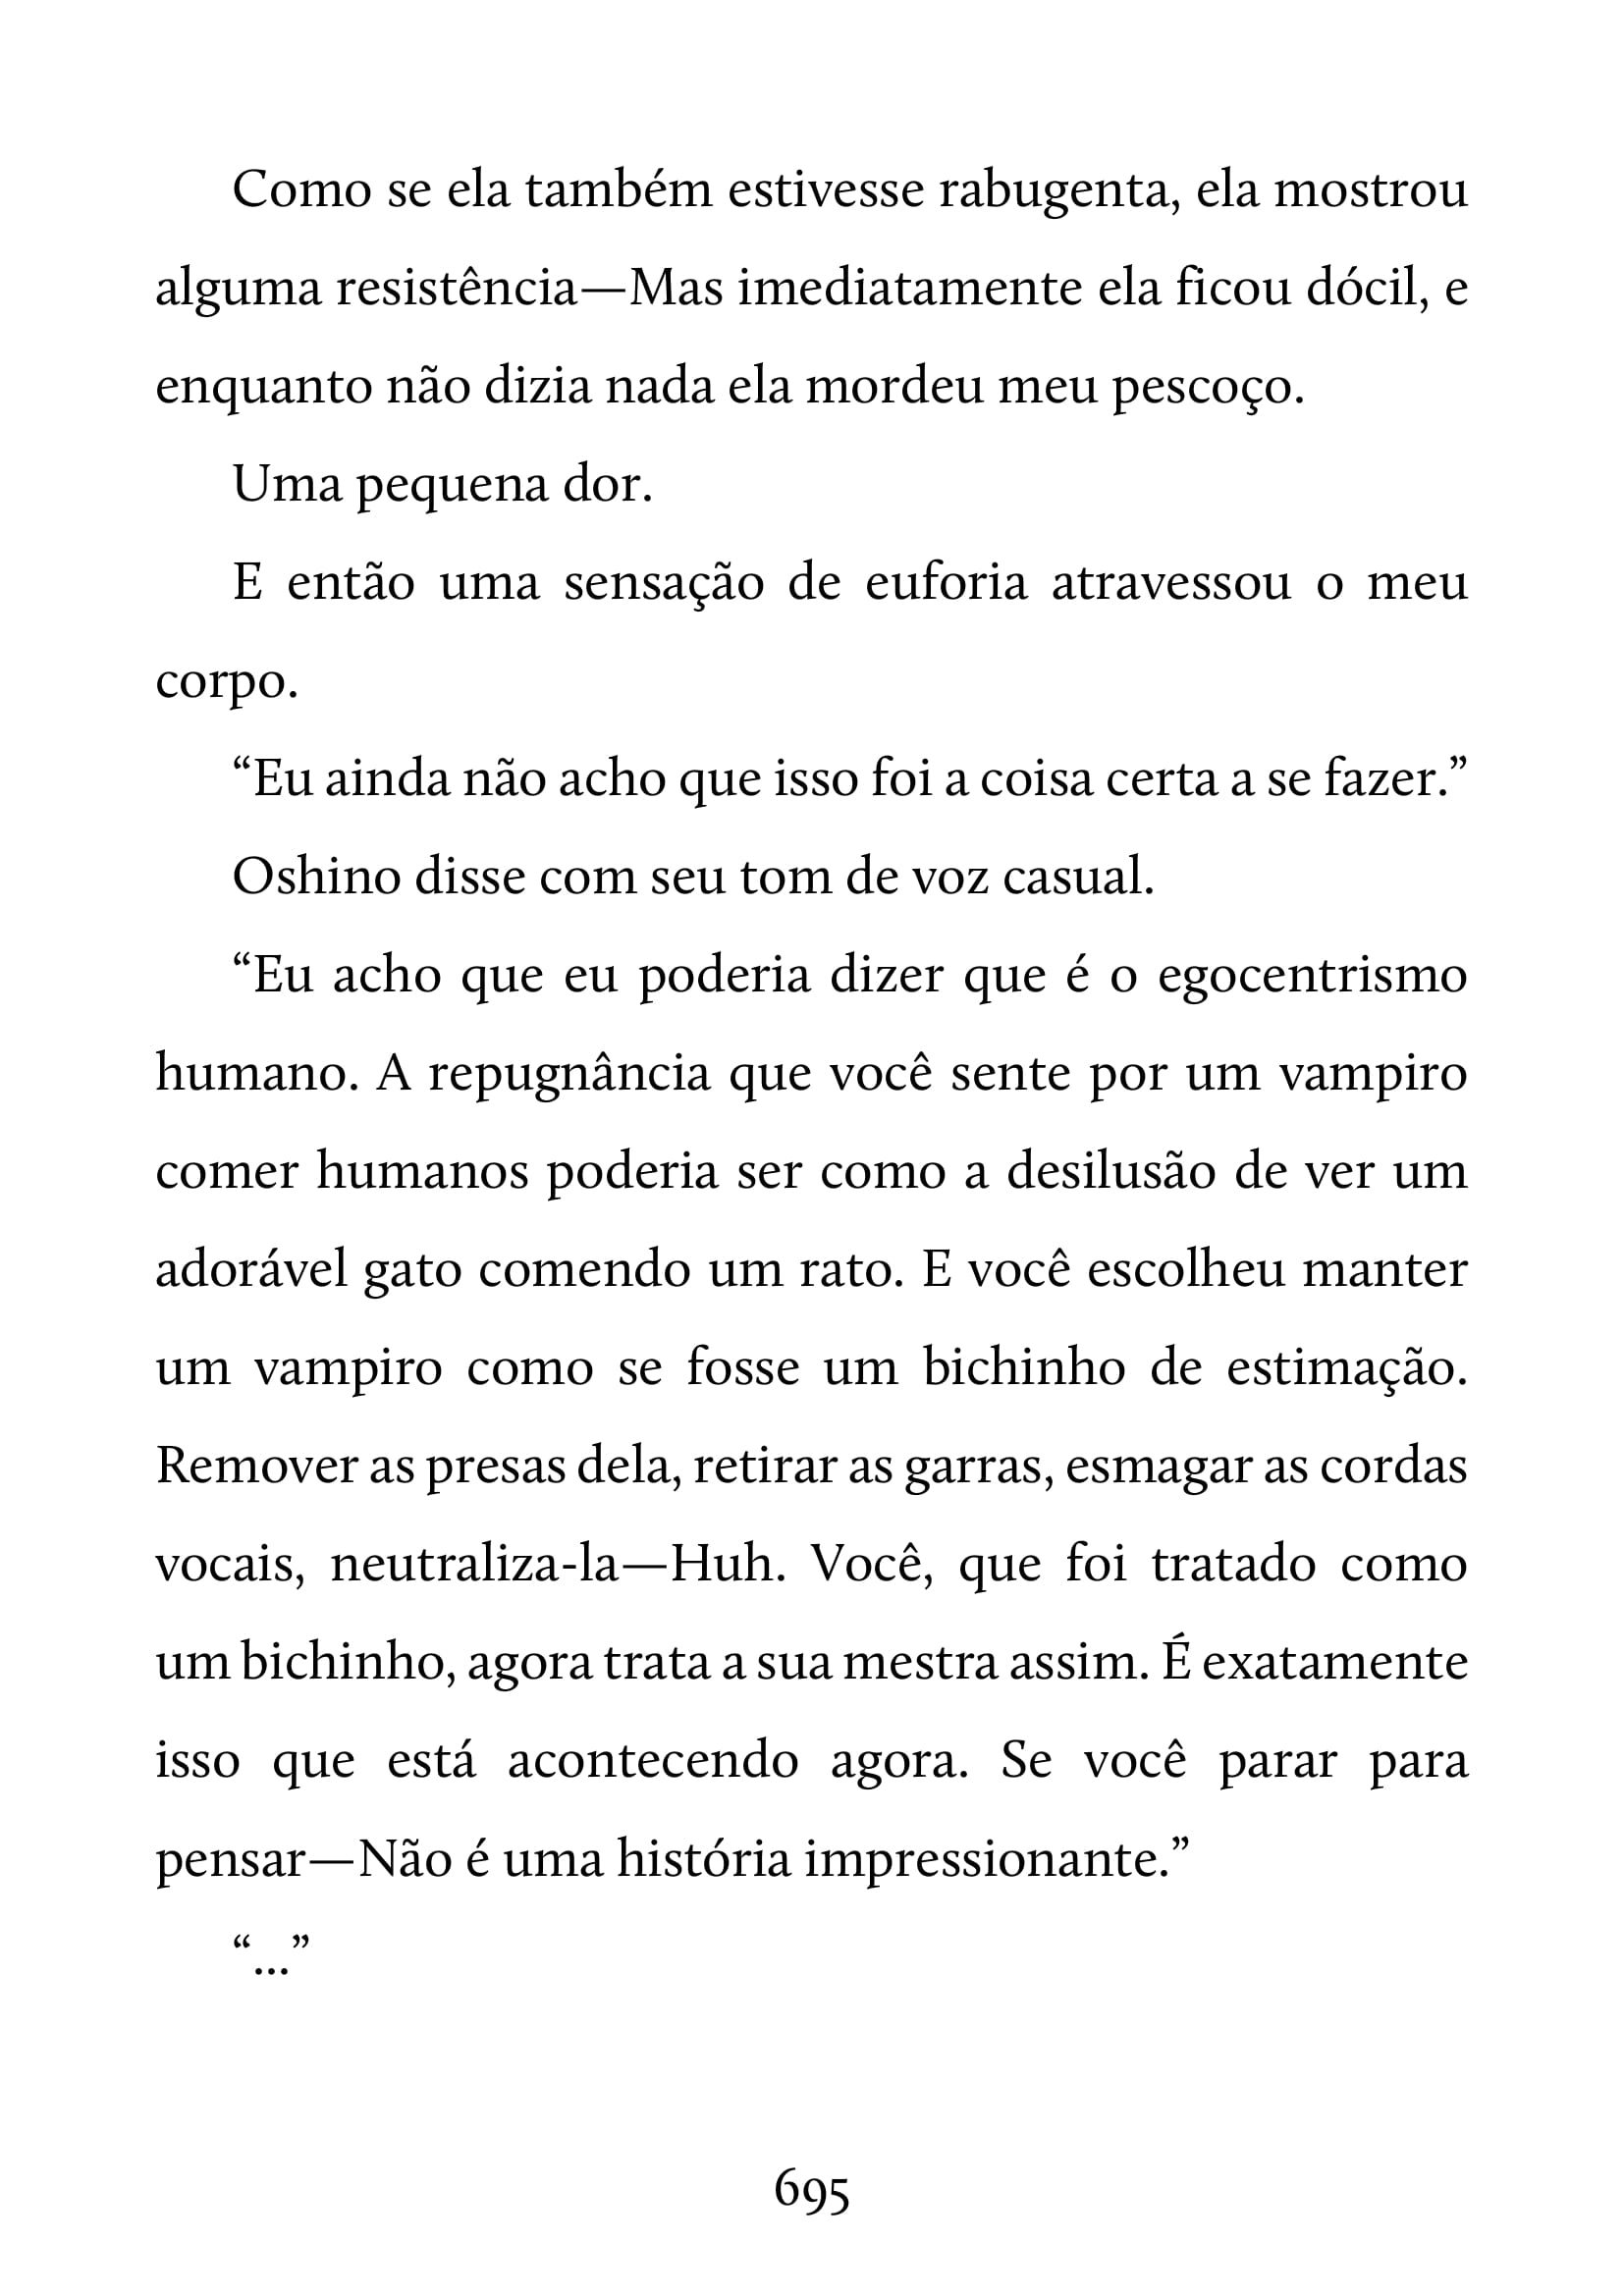 Como se ela também estivesse rabugenta, ela mostrou
alguma resistência—Mas imediatamente ela ficou dócil, e
enquanto não dizia nada ela mordeu meu pescoço.
Uma pequena dor.
E então uma sensação de euforia atravessou o meu
corpo.
“Eu ainda não acho que isso foi a coisa certa a se fazer.”
Oshino disse com seu tom de voz casual.
“Eu acho que eu poderia dizer que é o egocentrismo
humano. A repugnância que você sente por um vampiro
comer humanos poderia ser como a desilusão de ver um
adorável gato comendo um rato. E você escolheu manter
um vampiro como se fosse um bichinho de estimação.
Remover as presas dela, retirar as garras, esmagar as cordas
vocais, neutraliza-la—Huh. Você, que foi tratado como
um bichinho, agora trata a sua mestra assim. É exatamente
isso que está acontecendo agora. Se você parar para
pensar—Não é uma história impressionante.”
“...”
695